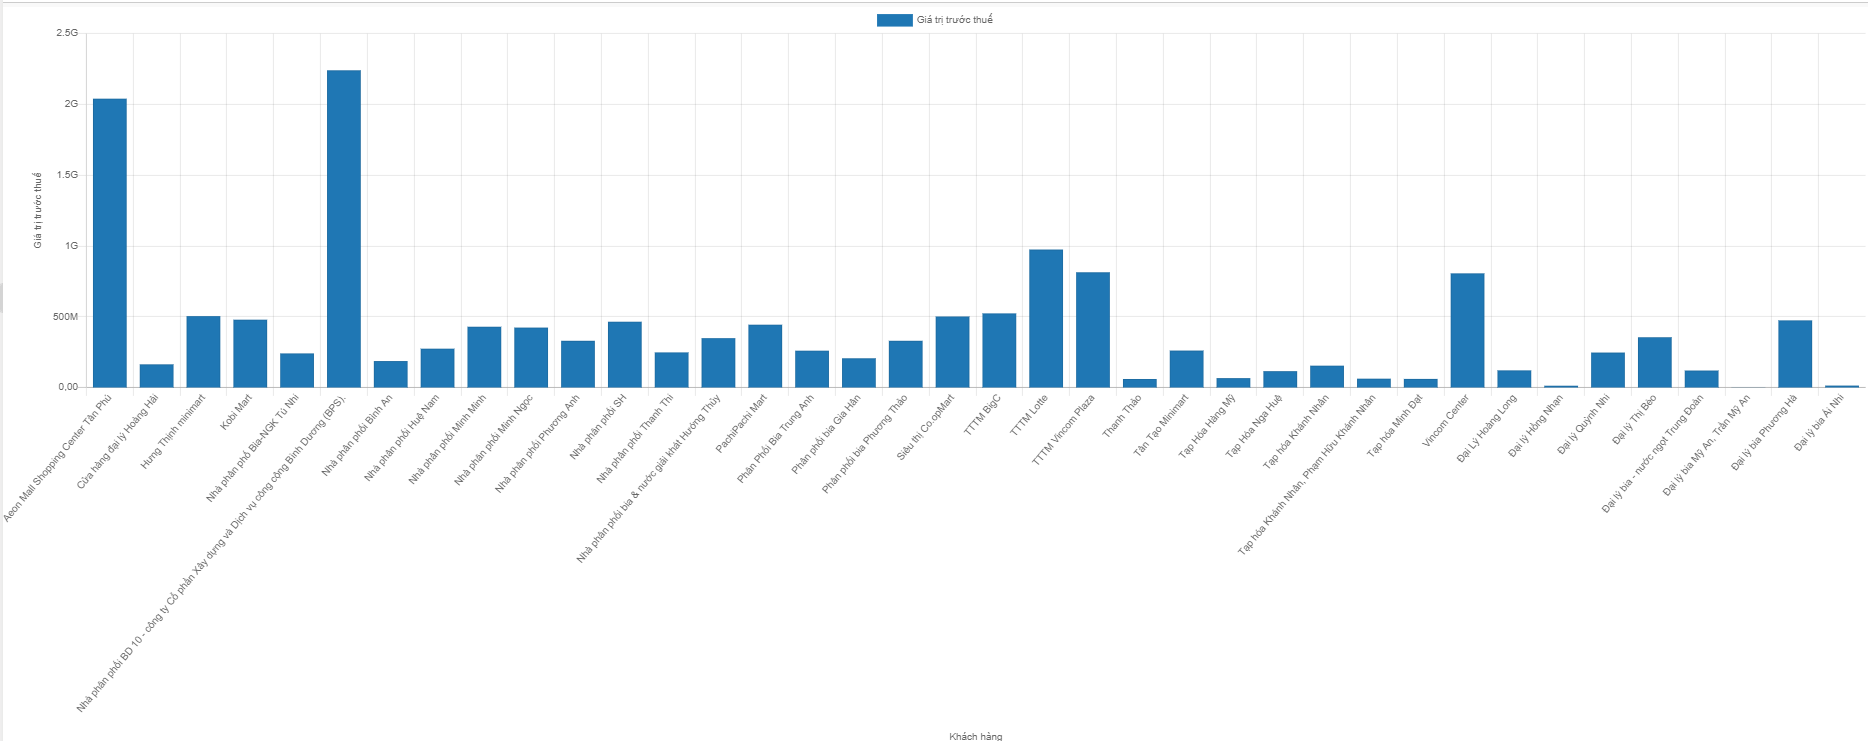 Giá trị trước thuế
2.5G
2G
1.5G
1G
500M
0,00
Giá trị trước thuế
Aeon Mall Shopping Center Tân Phú
Cửa hàng đại lý Hoàng Hải
Hưng Thịnh minimart
Kobi Mart
Nhà phân phố Bia-NGK Tú Nhi
Nhà phân phối BD 10 - công ty Cổ phần Xây dựng và Dịch vụ công cộng Bình Dương (BPS).
Nhà phân phối Bình An
Nhà phân phối Huệ Nam
Nhà phân phối Minh Minh
Nhà phân phối Minh Ngọc
Nhà phân phối Phương Anh
Nhà phân phối SH
Nhà phân phối Thanh Thi
Nhà phân phối bia & nước giải khát Hương Thủy
PachiPachi Mart
Phân Phối Bia Trung Anh
Phân phối bia Gia Hân
Phân phối bia Phương Thảo
Siêu thị Co.opMart
TTTM BigC
TTTM Lotte
TTTM Vincom Plaza
Thanh Thảo
Tân Tạo Minimart
Tạp Hóa Hằng Mỹ
Tạp Hóa Nga Huệ
Tạp hóa Khánh Nhân
Tạp hóa Khánh Nhân, Phạm Hữu Khánh Nhân
Tạp hóa Minh Đạt
Vincom Center
Đại Lý Hoàng Long
Đại lý Hồng Nhạn
Đại lý Quỳnh Nhi
Đại lý Thi Béo
Đại lý bia - nước ngọt Trung Đoàn
Đại lý bia Mỹ An, Trần Mỹ An
Đại lý bia Phương Hà
Đại lý bia Ái Nhi
Khách hàng